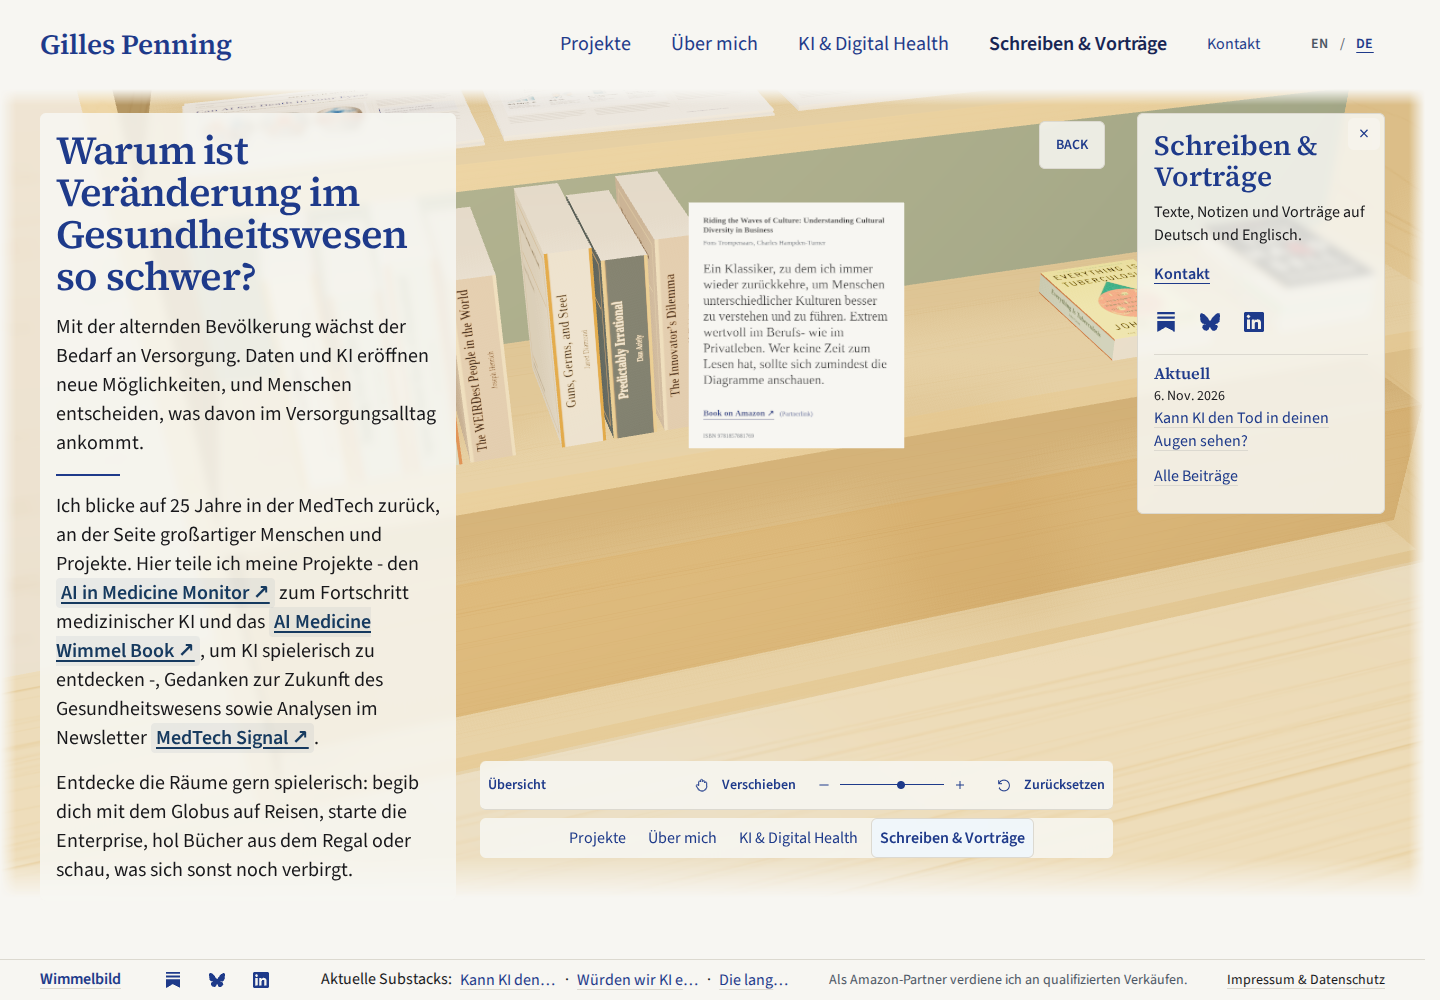 Gilles Penning
Projekte
Über mich
KI & Digital Health
Schreiben & Vorträge
Kontakt
EN / DE
Warum ist
Veränderung im
Gesundheitswesen
so schwer?
Mit der alternden Bevölkerung wächst der
Bedarf an Versorgung. Daten und KI eröffnen
neue Möglichkeiten, und Menschen
entscheiden, was davon im Versorgungsalltag
ankommt.
Ich blicke auf 25 Jahre in der MedTech zurück,
an der Seite großartiger Menschen und
Projekte. Hier teile ich meine Projekte - den
AI in Medicine Monitor ↗ zum Fortschritt
medizinischer KI und das AI Medicine
Wimmel Book ↗ , um KI spielerisch zu
entdecken -, Gedanken zur Zukunft des
Gesundheitswesens sowie Analysen im
Newsletter MedTech Signal ↗ .
Entdecke die Räume gern spielerisch: begib
dich mit dem Globus auf Reisen, starte die
Enterprise, hol Bücher aus dem Regal oder
schau, was sich sonst noch verbirgt.
The WEIRDest People in the World
Guns, Germs, and Steel
Predictably Irrational
Dan Ariely
The Innovator's Dilemma
Riding the Waves of Culture: Understanding Cultural
Diversity in Business
Fons Trompenaars, Charles Hampden-Turner
Ein Klassiker, zu dem ich immer
wieder zurückkehre, um Menschen
unterschiedlicher Kulturen besser
zu verstehen und zu führen. Extrem
wertvoll im Berufs- wie im
Privatleben. Wer keine Zeit zum
Lesen hat, sollte sich zumindest die
Diagramme anschauen.
Book on Amazon ↗ (Partnerlink)
BACK
EVERYTHING IS
TUBERCULOS
JOH
Schreiben &
Vorträge
×
Texte, Notizen und Vorträge auf
Deutsch und Englisch.
Kontakt
Aktuell
6. Nov. 2026
Kann KI den Tod in deinen
Augen sehen?
Alle Beiträge
Übersicht
Verschieben
Zurücksetzen
Projekte
Über mich
KI & Digital Health
Schreiben & Vorträge
Wimmelbild
Aktuelle Substacks: Kann KI den… · Würden wir KI e… · Die lang…
Als Amazon-Partner verdiene ich an qualifizierten Verkäufen.
Impressum & Datenschutz